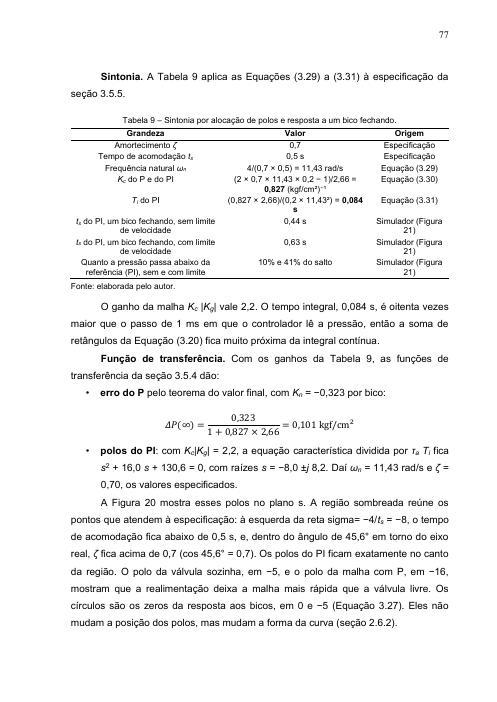 77
Sintonia. A Tabela 9 aplica as Equações (3.29) a (3.31) à especificação da
seção 3.5.5.
Tabela 9 – Sintonia por alocação de polos e resposta a um bico fechando.
Grandeza Valor Origem
Amortecimento ζ 0,7 Especificação
Tempo de acomodação tₛ 0,5 s Especificação
Frequência natural ωₙ 4/(0,7 × 0,5) = 11,43 rad/s Equação (3.29)
K꜀ do P e do PI (2 × 0,7 × 11,43 × 0,2 − 1)/2,66 = Equação (3.30)
0,827 (kgf/cm²)⁻¹
Tᵢ do PI (0,827 × 2,66)/(0,2 × 11,43²) = 0,084 Equação (3.31)
s
tₛ do PI, um bico fechando, sem limite 0,44 s Simulador (Figura
de velocidade 21)
tₛ do PI, um bico fechando, com limite 0,63 s Simulador (Figura
de velocidade 21)
Quanto a pressão passa abaixo da 10% e 41% do salto Simulador (Figura
referência (PI), sem e com limite 21)
Fonte: elaborada pelo autor.
O ganho da malha K꜀ |Kg| vale 2,2. O tempo integral, 0,084 s, é oitenta vezes
maior que o passo de 1 ms em que o controlador lê a pressão, então a soma de
retângulos da Equação (3.20) fica muito próxima da integral contínua.
Função de transferência. Com os ganhos da Tabela 9, as funções de
transferência da seção 3.5.4 dão:
• erro do P pelo teorema do valor final, com Kₙ = −0,323 por bico:
ΔP(∞) = 0,323 / (1 + 0,827 × 2,66) = 0,101 kgf/cm²
• polos do PI: com K꜀|Kg| = 2,2, a equação característica dividida por τₐ Tᵢ fica
s² + 16,0 s + 130,6 = 0, com raízes s = −8,0 ±j 8,2. Daí ωₙ = 11,43 rad/s e ζ =
0,70, os valores especificados.
A Figura 20 mostra esses polos no plano s. A região sombreada reúne os
pontos que atendem à especificação: à esquerda da reta sigma= −4/tₛ = −8, o tempo
de acomodação fica abaixo de 0,5 s, e, dentro do ângulo de 45,6° em torno do eixo
real, ζ fica acima de 0,7 (cos 45,6° = 0,7). Os polos do PI ficam exatamente no canto
da região. O polo da válvula sozinha, em −5, e o polo da malha com P, em −16,
mostram que a realimentação deixa a malha mais rápida que a válvula livre. Os
círculos são os zeros da resposta aos bicos, em 0 e −5 (Equação 3.27). Eles não
mudam a posição dos polos, mas mudam a forma da curva (seção 2.6.2).